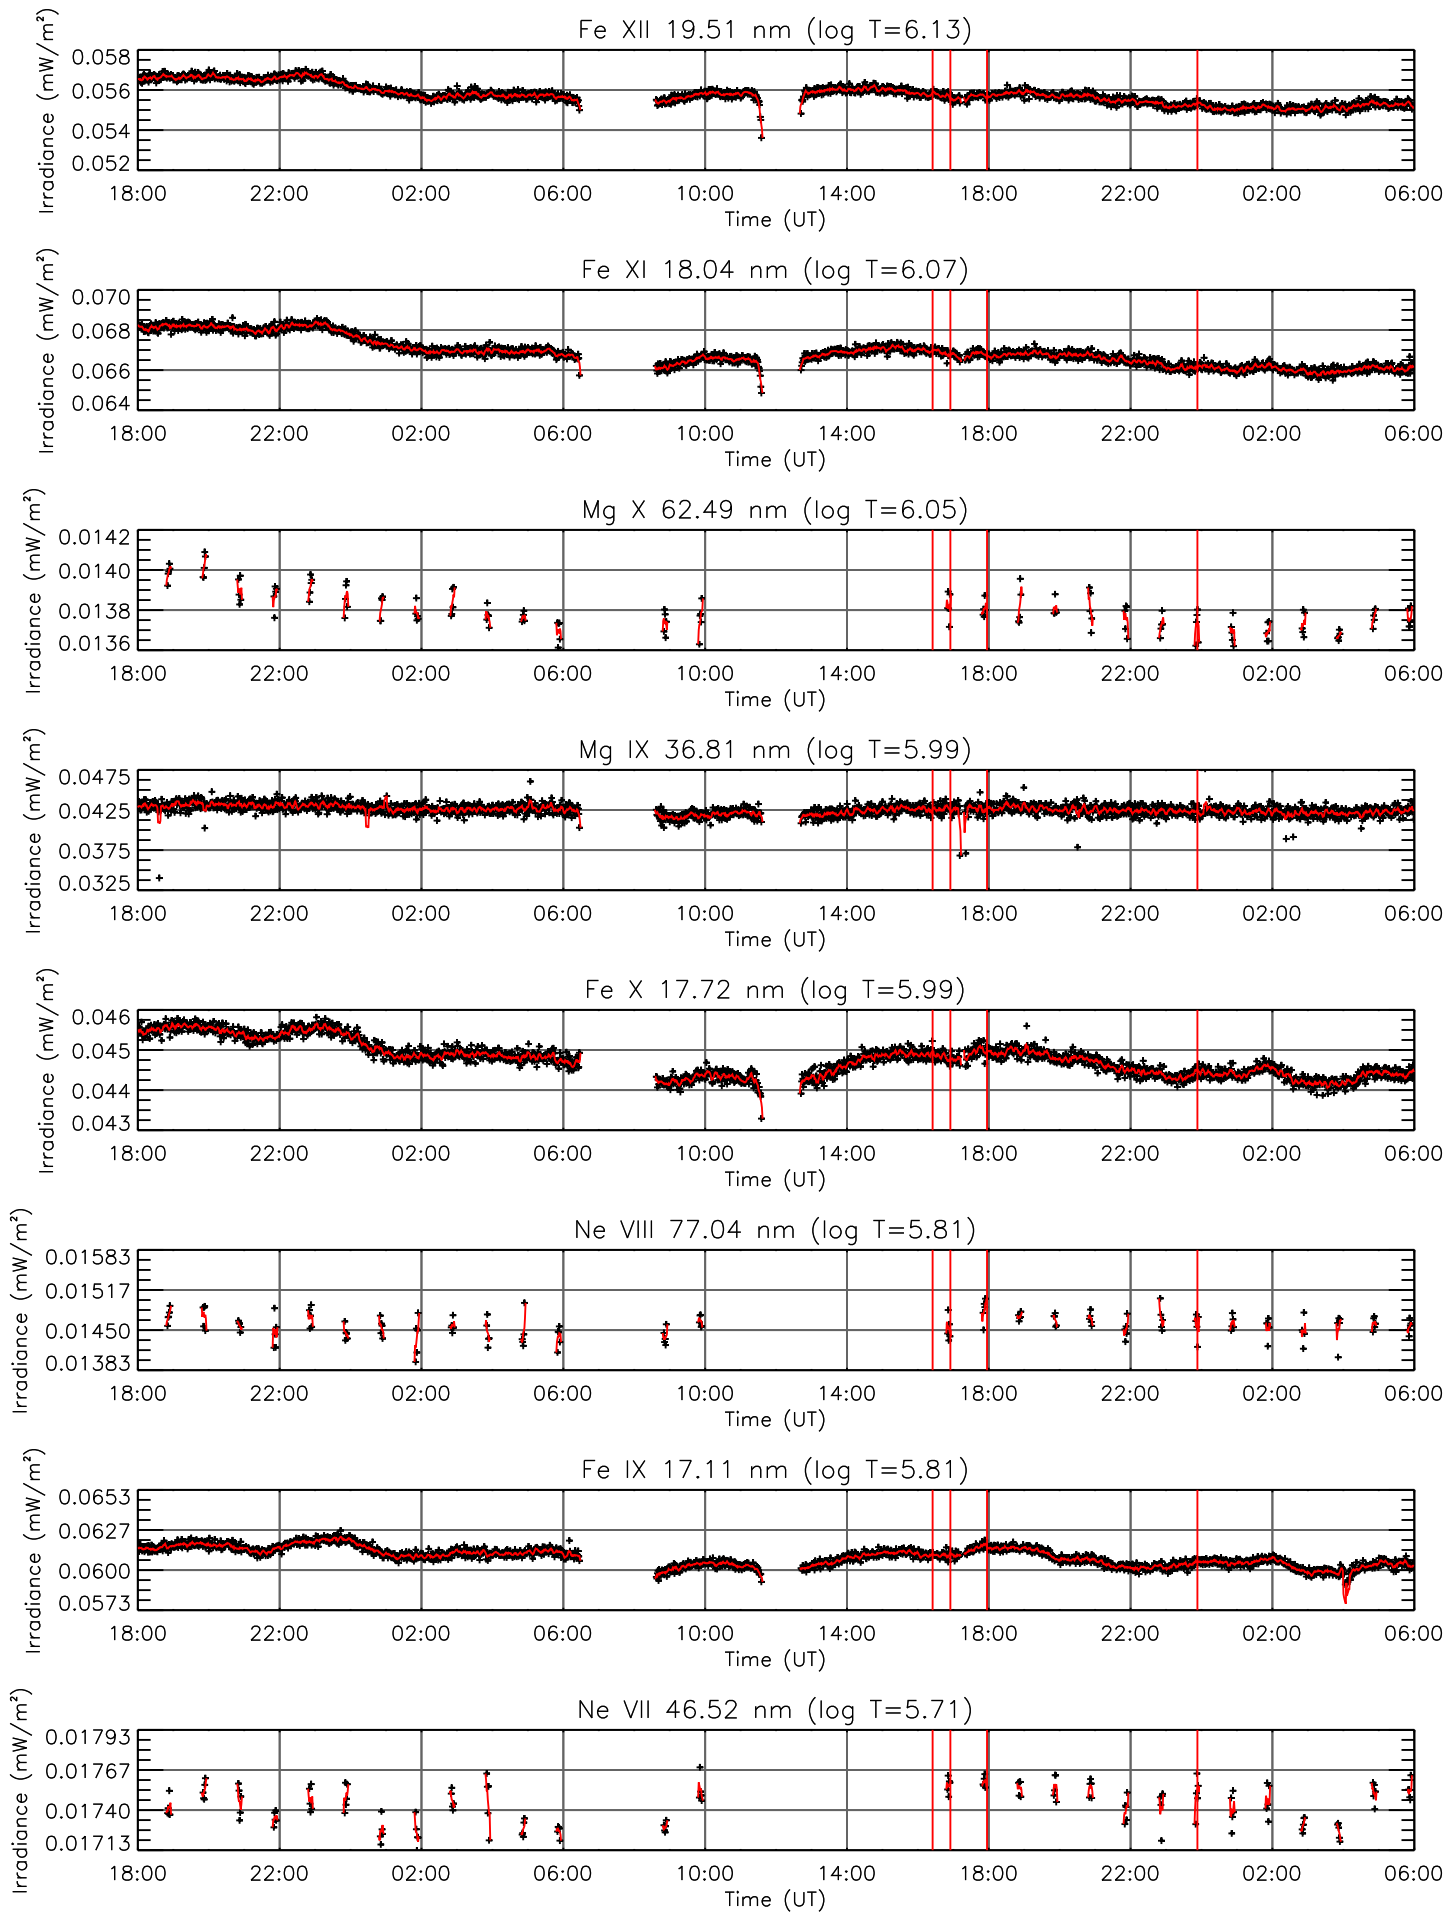 Fe XII 19.51 nm (log T=6.13)
Irradiance (mW/m²)
0.058
0.056
0.054
0.052
18:00 22:00 02:00 06:00 10:00 14:00 18:00 22:00 02:00 06:00
Time (UT)
Fe XI 18.04 nm (log T=6.07)
Irradiance (mW/m²)
0.070
0.068
0.066
0.064
18:00 22:00 02:00 06:00 10:00 14:00 18:00 22:00 02:00 06:00
Time (UT)
Mg X 62.49 nm (log T=6.05)
Irradiance (mW/m²)
0.0142
0.0140
0.0138
0.0136
18:00 22:00 02:00 06:00 10:00 14:00 18:00 22:00 02:00 06:00
Time (UT)
Mg IX 36.81 nm (log T=5.99)
Irradiance (mW/m²)
0.0475
0.0425
0.0375
0.0325
18:00 22:00 02:00 06:00 10:00 14:00 18:00 22:00 02:00 06:00
Time (UT)
Fe X 17.72 nm (log T=5.99)
Irradiance (mW/m²)
0.046
0.045
0.044
0.043
18:00 22:00 02:00 06:00 10:00 14:00 18:00 22:00 02:00 06:00
Time (UT)
Ne VIII 77.04 nm (log T=5.81)
Irradiance (mW/m²)
0.01583
0.01517
0.01450
0.01383
18:00 22:00 02:00 06:00 10:00 14:00 18:00 22:00 02:00 06:00
Time (UT)
Fe IX 17.11 nm (log T=5.81)
Irradiance (mW/m²)
0.0653
0.0627
0.0600
0.0573
18:00 22:00 02:00 06:00 10:00 14:00 18:00 22:00 02:00 06:00
Time (UT)
Ne VII 46.52 nm (log T=5.71)
Irradiance (mW/m²)
0.01793
0.01767
0.01740
0.01713
18:00 22:00 02:00 06:00 10:00 14:00 18:00 22:00 02:00 06:00
Time (UT)